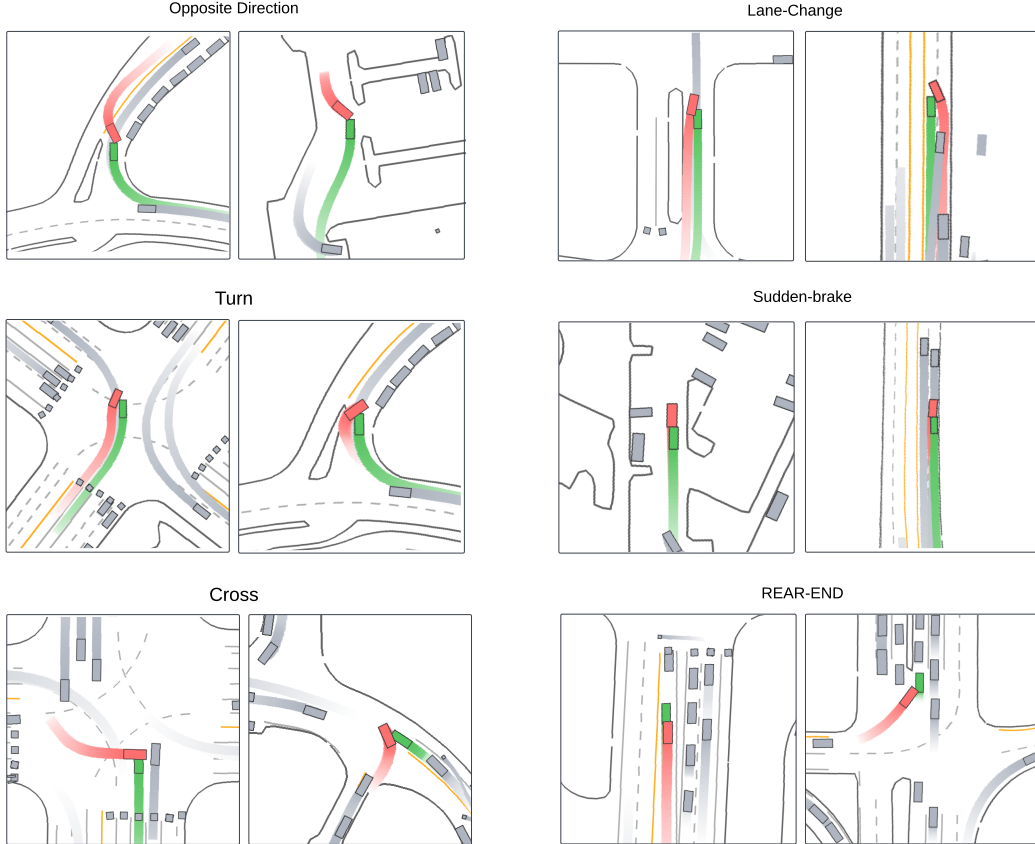 Opposite Direction
Lane-Change
Turn
Sudden-brake
Cross
REAR-END